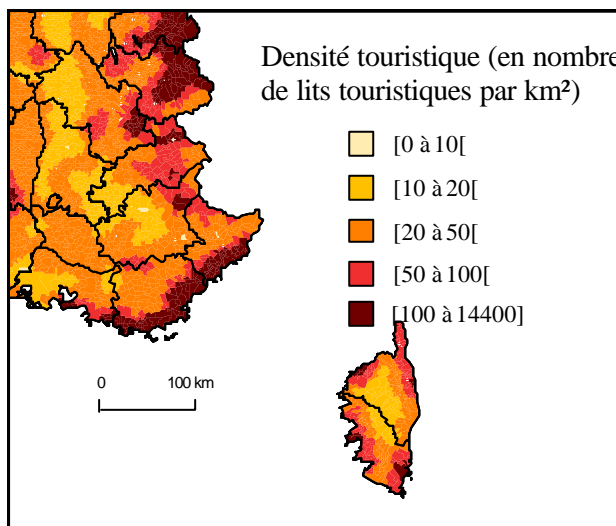 Densité touristique (en nombre
de lits touristiques par km²)
[0 à 10[
[10 à 20[
[20 à 50[
[50 à 100[
[100 à 14400]
0 100 km